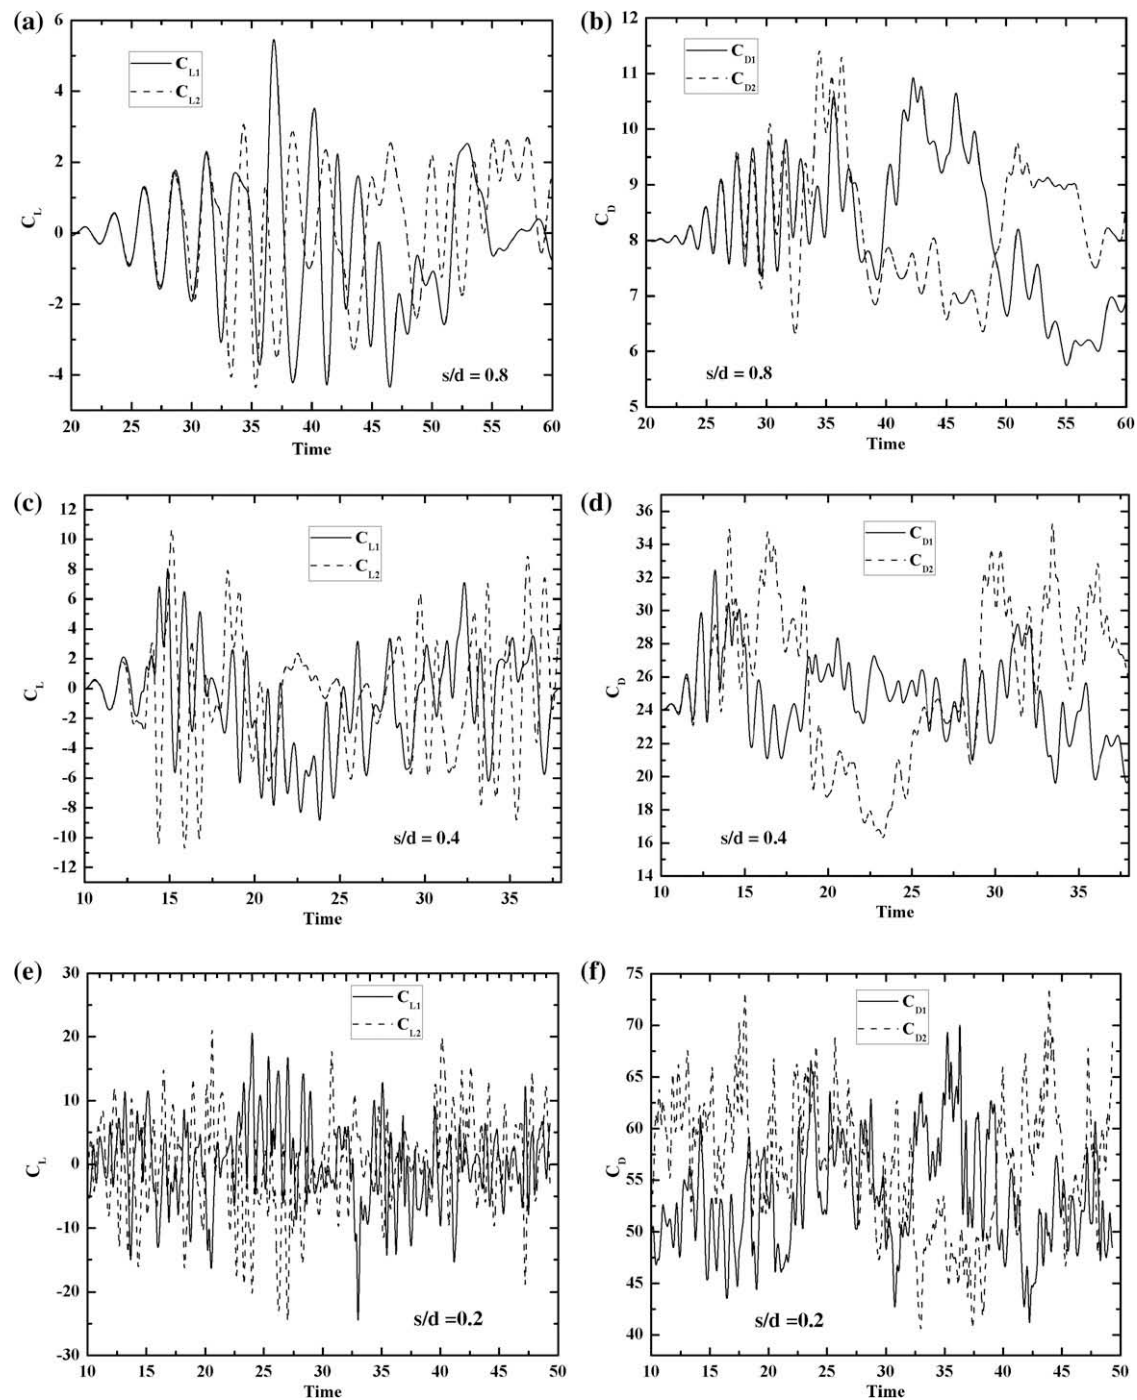 (a)
6
4
2
0
-2
-4
C_L
C_L1
C_L2
s/d = 0.8
20 25 30 35 40 45 50 55 60
Time
(b)
12
11
10
9
8
7
6
5
C_D
C_D1
C_D2
s/d = 0.8
20 25 30 35 40 45 50 55 60
Time
(c)
12
10
8
6
4
2
0
-2
-4
-6
-8
-10
-12
C_L
C_L1
C_L2
s/d = 0.4
10 15 20 25 30 35
Time
(d)
36
34
32
30
28
26
24
22
20
18
16
14
C_D
C_D1
C_D2
s/d = 0.4
10 15 20 25 30 35
Time
(e)
30
20
10
0
-10
-20
-30
C_L
C_L1
C_L2
s/d =0.2
10 15 20 25 30 35 40 45 50
Time
(f)
75
70
65
60
55
50
45
40
C_D
C_D1
C_D2
s/d =0.2
10 15 20 25 30 35 40 45 50
Time